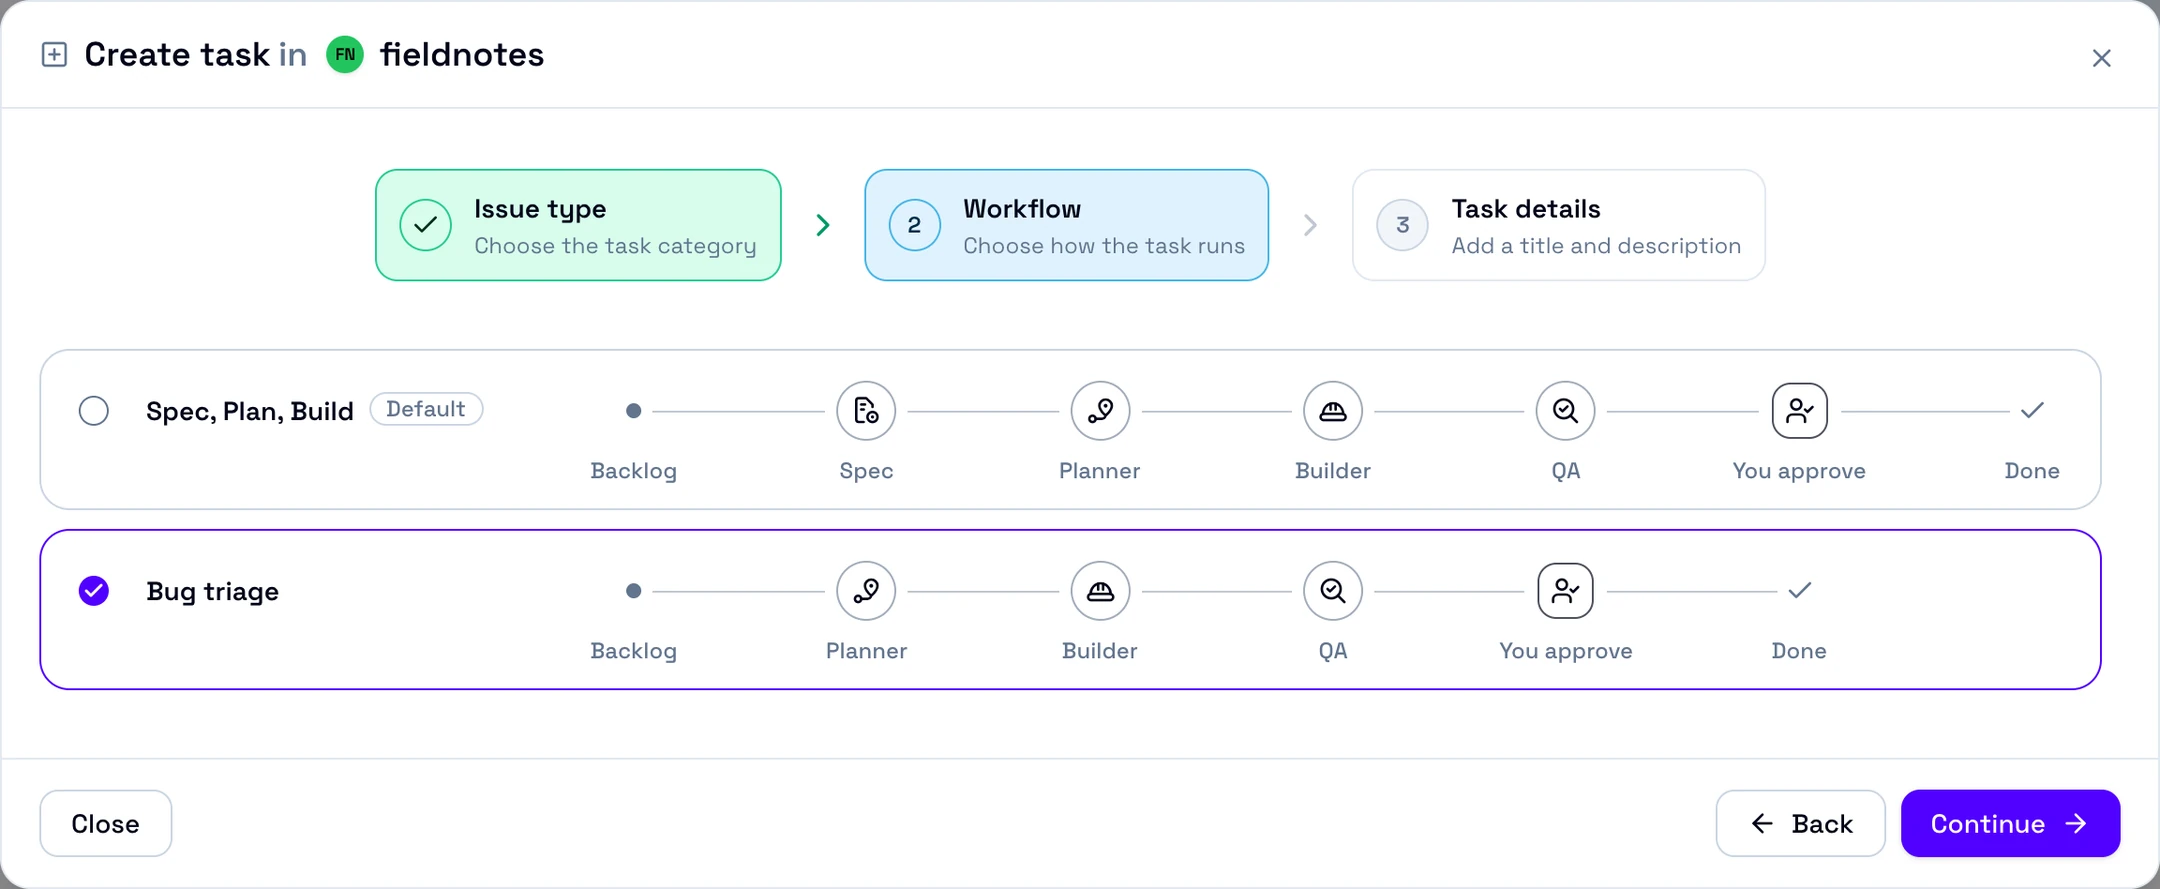 Create task in FN fieldnotes
Issue type
Choose the task category
2
Workflow
Choose how the task runs
3
Task details
Add a title and description
Spec, Plan, Build Default
Backlog Spec Planner Builder QA You approve Done
Bug triage
Backlog Planner Builder QA You approve Done
Close Back Continue